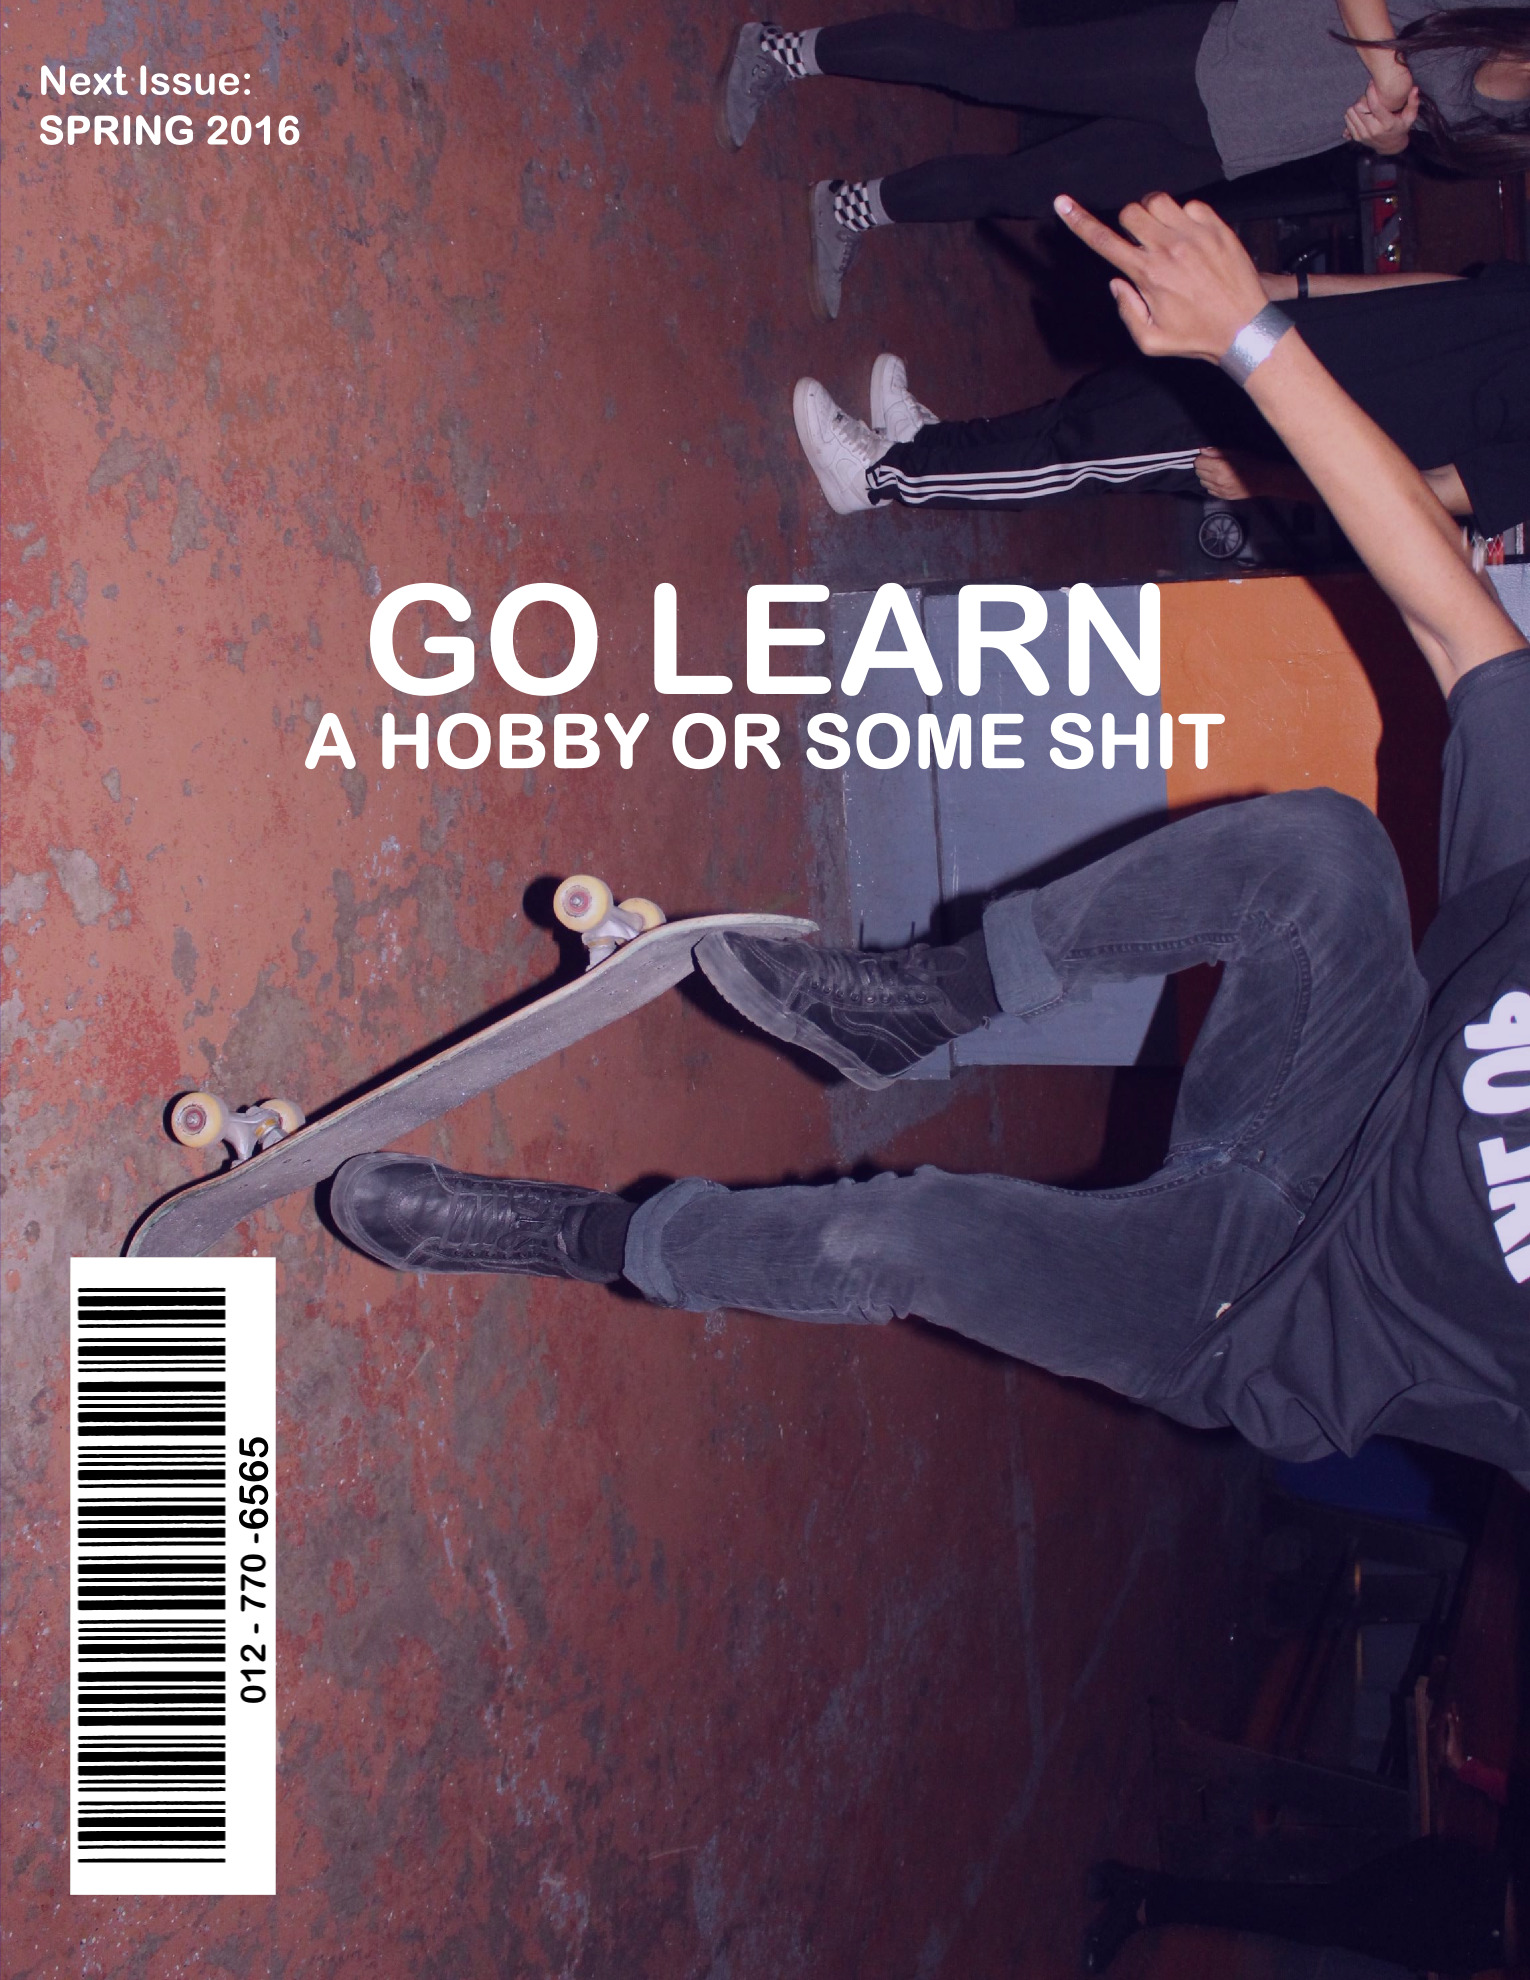 Next Issue:
SPRING 2016
GO LEARN
A HOBBY OR SOME SHIT
012 - 770 -6565